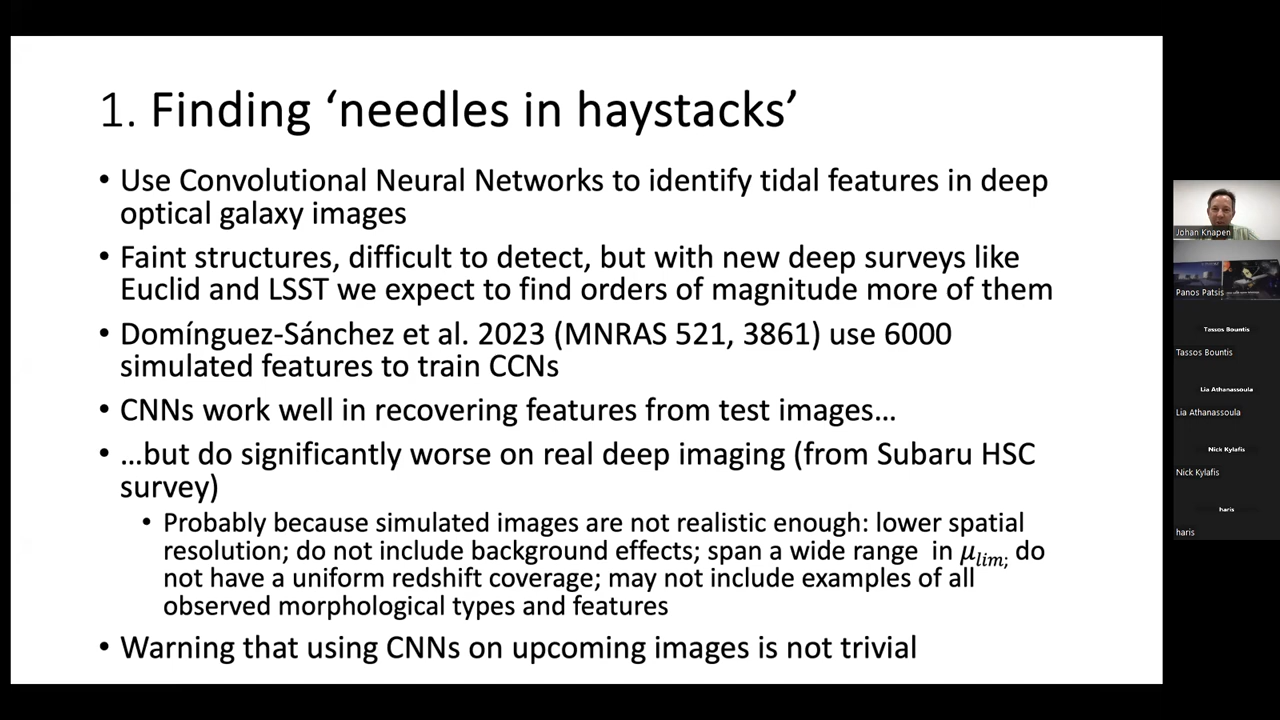 1. Finding ‘needles in haystacks’
• Use Convolutional Neural Networks to identify tidal features in deep
optical galaxy images
• Faint structures, difficult to detect, but with new deep surveys like
Euclid and LSST we expect to find orders of magnitude more of them
• Domínguez-Sánchez et al. 2023 (MNRAS 521, 3861) use 6000
simulated features to train CCNs
• CNNs work well in recovering features from test images…
• …but do significantly worse on real deep imaging (from Subaru HSC
survey)
• Probably because simulated images are not realistic enough: lower spatial
resolution; do not include background effects; span a wide range in μlim; do
not have a uniform redshift coverage; may not include examples of all
observed morphological types and features
• Warning that using CNNs on upcoming images is not trivial
Johan Knapen
Panos Patsis
Tassos Bountis
Tassos Bountis
Lia Athanassoula
Lia Athanassoula
Nick Kylafis
Nick Kylafis
haris
haris